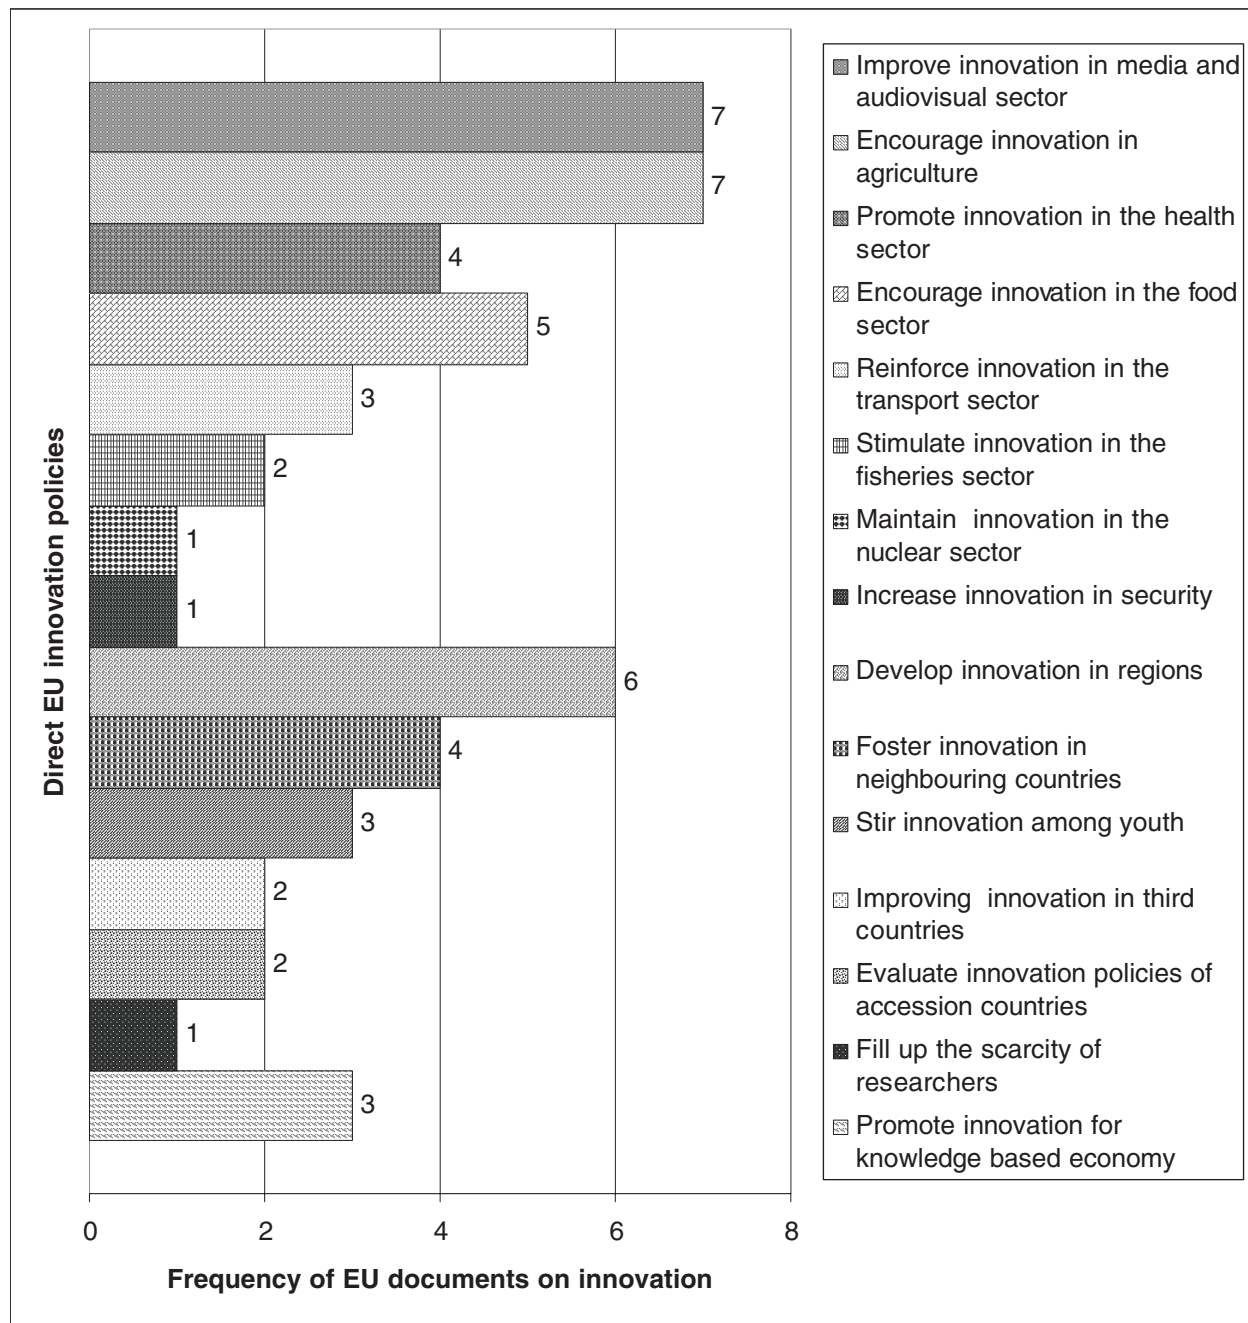 7
7
4
5
3
2
1
1
6
4
3
2
2
1
3
Direct EU innovation policies
0 2 4 6 8
Frequency of EU documents on innovation
Improve innovation in media and
audiovisual sector
Encourage innovation in
agriculture
Promote innovation in the health
sector
Encourage innovation in the food
sector
Reinforce innovation in the
transport sector
Stimulate innovation in the
fisheries sector
Maintain innovation in the
nuclear sector
Increase innovation in security
Develop innovation in regions
Foster innovation in
neighbouring countries
Stir innovation among youth
Improving innovation in third
countries
Evaluate innovation policies of
accession countries
Fill up the scarcity of
researchers
Promote innovation for
knowledge based economy